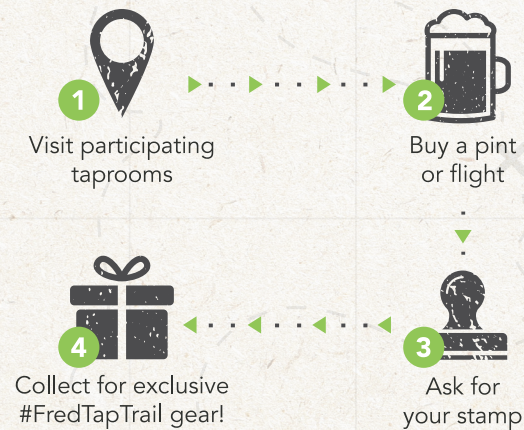 1
Visit participating
taprooms
2
Buy a pint
or flight
3
Ask for
your stamp
4
Collect for exclusive
#FredTapTrail gear!